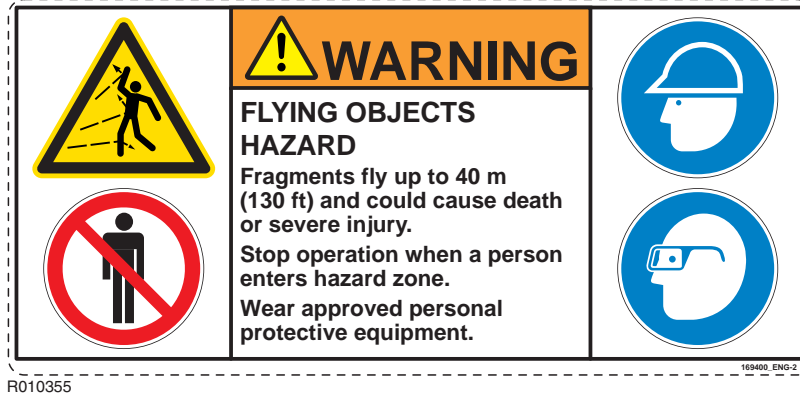 WARNING
FLYING OBJECTS
HAZARD
Fragments fly up to 40 m
(130 ft) and could cause death
or severe injury.
Stop operation when a person
enters hazard zone.
Wear approved personal
protective equipment.
169400_ENG-2
R010355